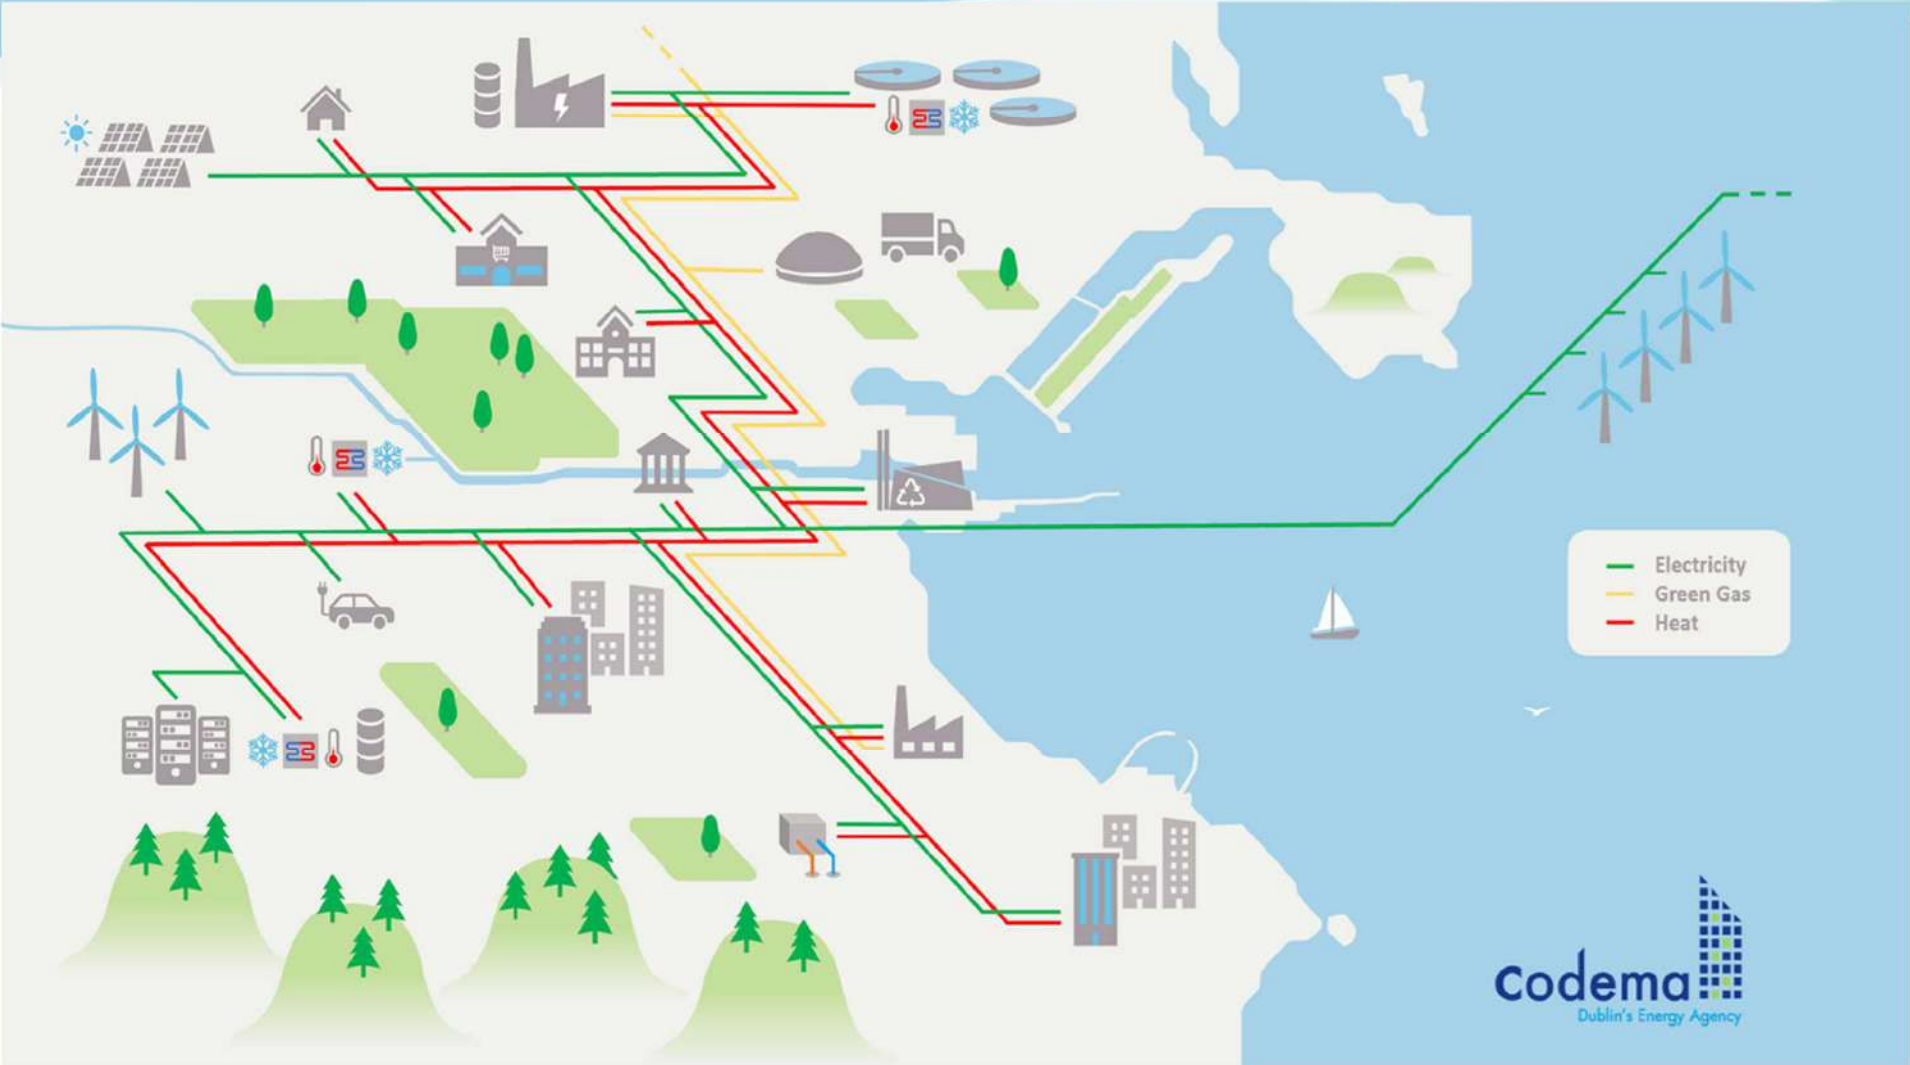 Electricity
Green Gas
Heat
codema
Dublin's Energy Agency